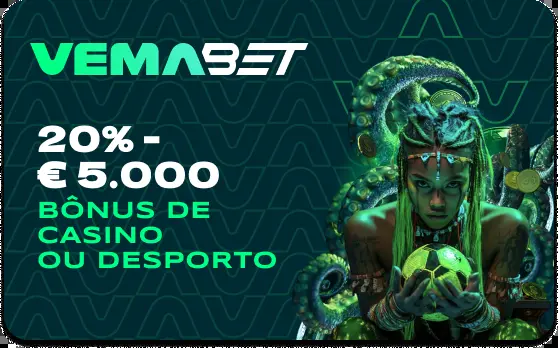 VEMABET
20% -
€ 5.000
BÔNUS DE
CASINO
OU DESPORTO